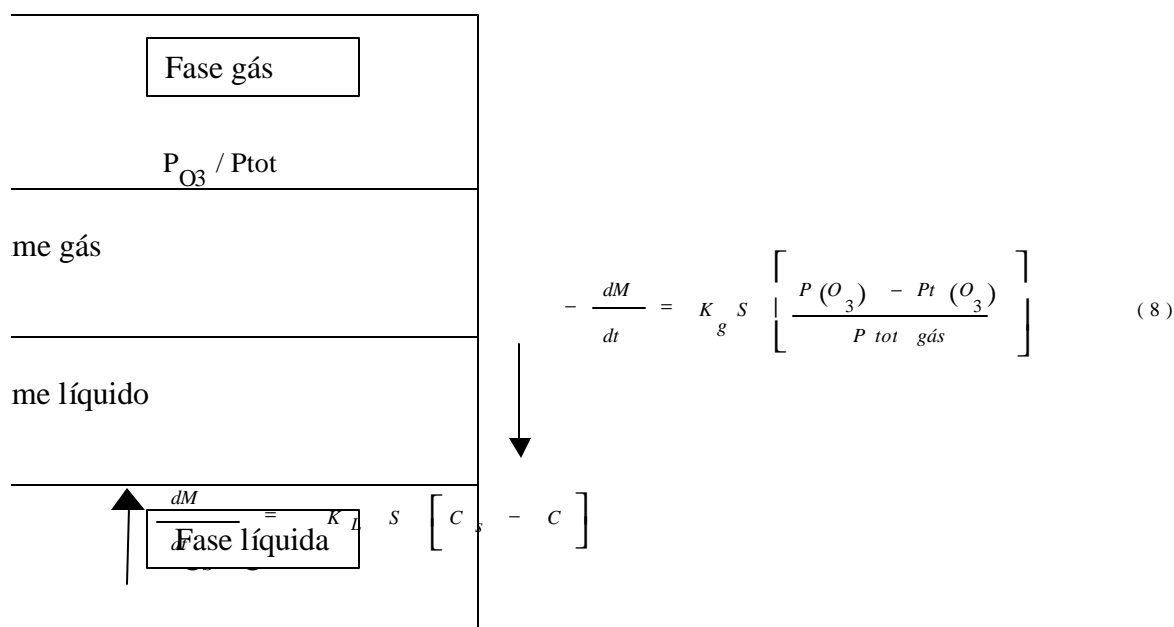 Fase gás
P_O3 / Ptot
me gás
− dM/dt = K_g S [ (P (O_3) − Pt (O_3)) / P tot gás ] (8)
me líquido
dM/dt = K_L S [ C_s − C ]
Fase líquida